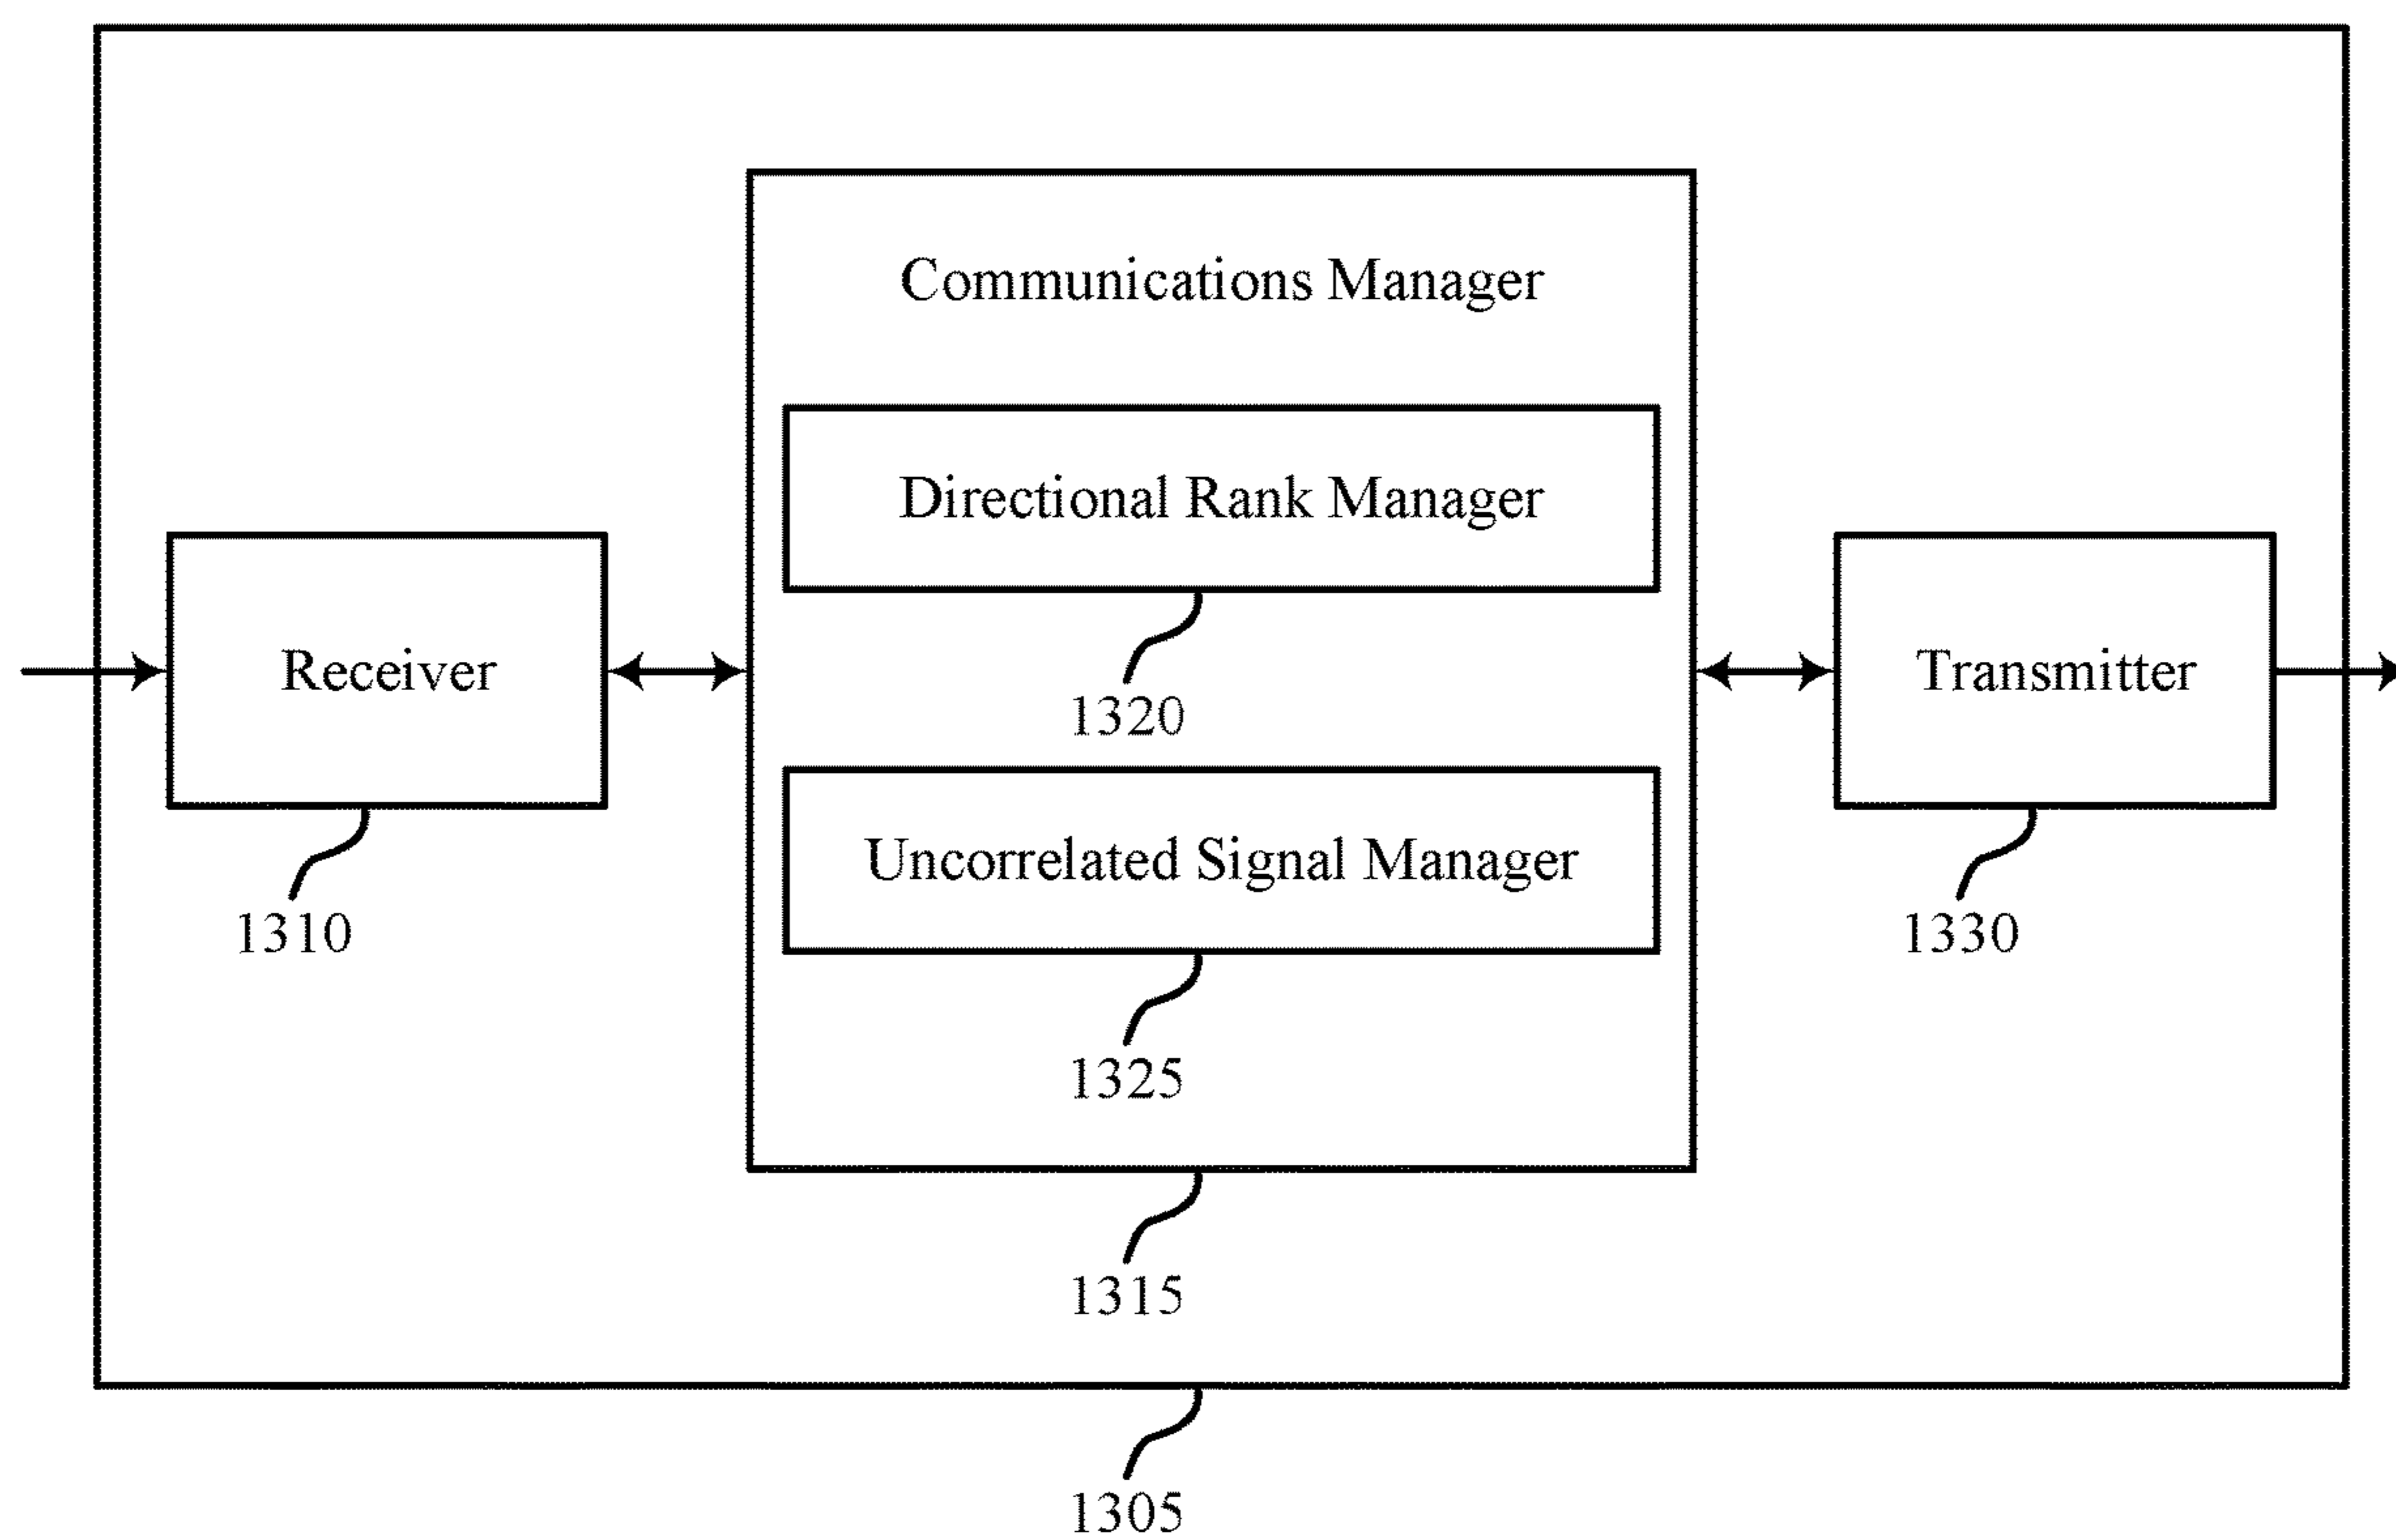 Communications Manager
Directional Rank Manager
Receiver
Transmitter
1320
Uncorrelated Signal Manager
1310
1330
1325
1315
1305